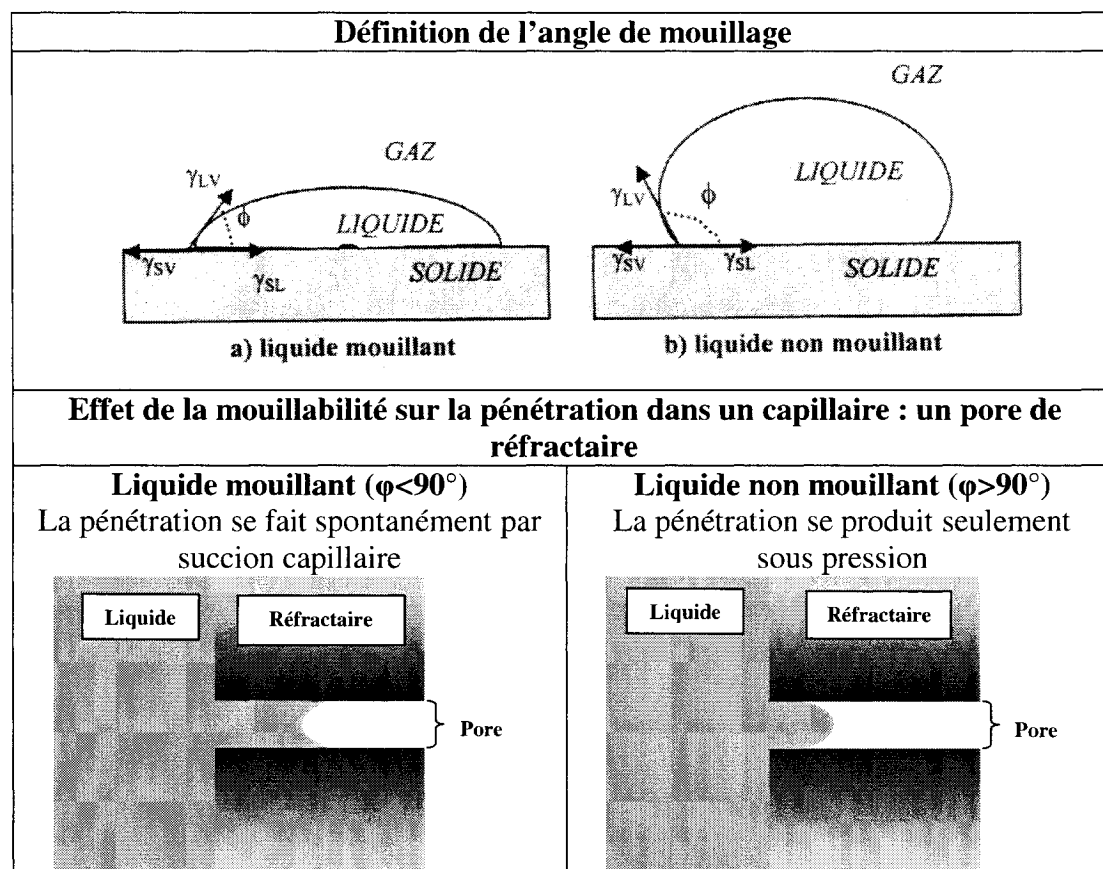 Définition de l'angle de mouillage
GAZ
GAZ
γLV
ϕ
LIQUIDE
γSV
γSL
SOLIDE
LIQUIDE
γLV
ϕ
γSV
γSL
SOLIDE
a) liquide mouillant
b) liquide non mouillant
Effet de la mouillabilité sur la pénétration dans un capillaire : un pore de
réfractaire
Liquide mouillant (φ<90°)
La pénétration se fait spontanément par
succion capillaire
Liquide
Réfractaire
Pore
Liquide non mouillant (φ>90°)
La pénétration se produit seulement
sous pression
Liquide
Réfractaire
Pore